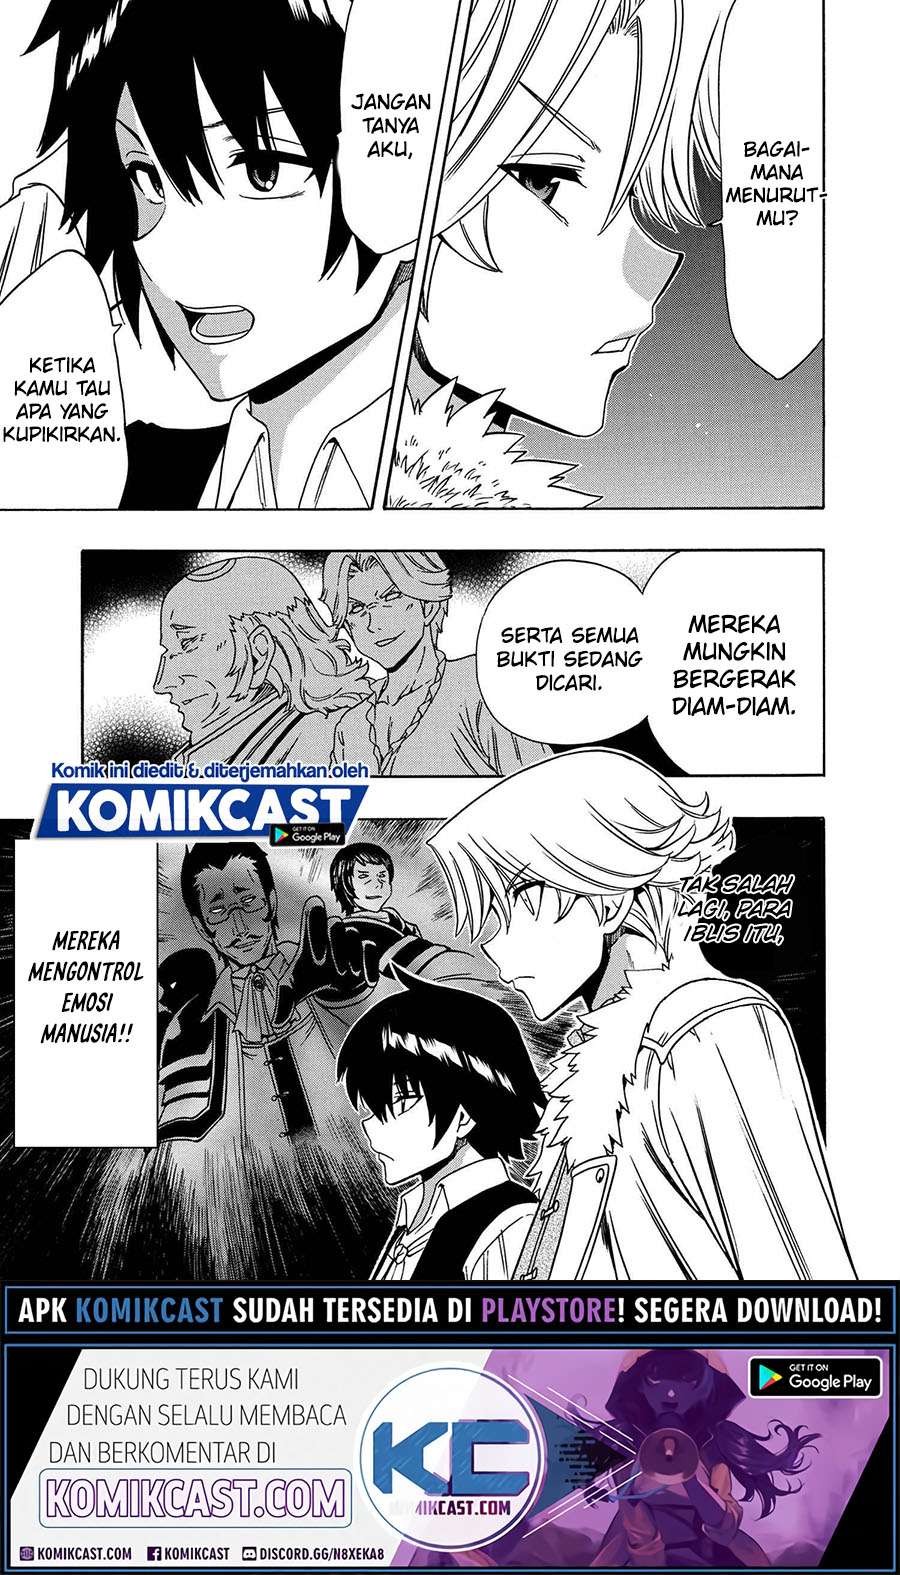 BAGAI-
MANA
MENURUT-
MU?
JANGAN
TANYA
AKU,
KETIKA
KAMU TAU
APA YANG
KUPIKIRKAN.
MEREKA
MUNGKIN
BERGERAK
DIAM-DIAM.
SERTA SEMUA
BUKTI SEDANG
DICARI.
Komik ini diedit & diterjemahkan oleh
KOMIKCAST
GET IT ON
Google Play
TAK SALAH
LAGI, PARA
IBLIS ITU,
MEREKA
MENGONTROL
EMOSI
MANUSIA!!
APK KOMIKCAST SUDAH TERSEDIA DI PLAYSTORE! SEGERA DOWNLOAD!
DUKUNG TERUS KAMI
DENGAN SELALU MEMBACA
DAN BERKOMENTAR DI
KOMIKCAST.COM
KC
GET IT ON
Google Play
KOMIKCAST.COM KOMIKCAST DISCORD.GG/N8XEKA8